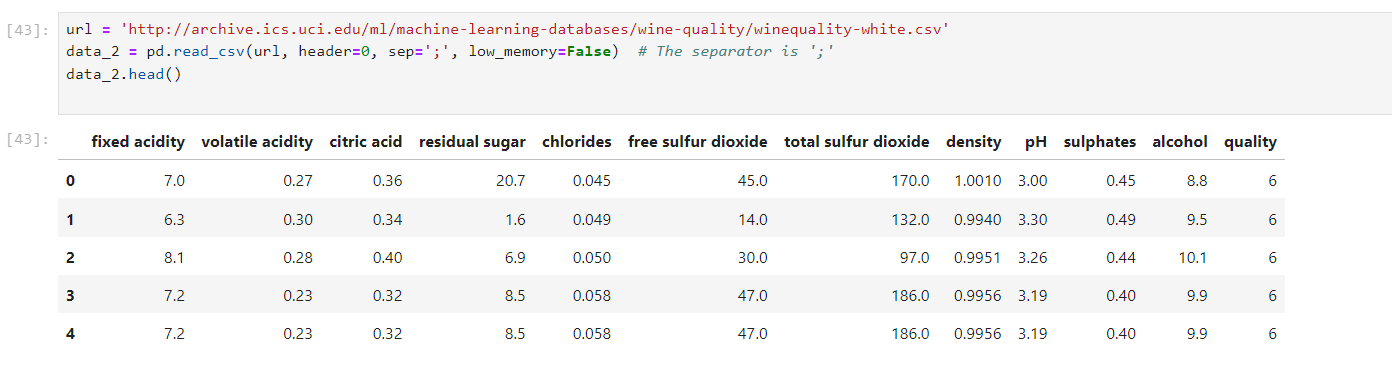 [43]: url = 'http://archive.ics.uci.edu/ml/machine-learning-databases/wine-quality/winequality-white.csv'
data_2 = pd.read_csv(url, header=0, sep=';', low_memory=False)  # The separator is ';'
data_2.head()
[43]: fixed acidity volatile acidity citric acid residual sugar chlorides free sulfur dioxide total sulfur dioxide density pH sulphates alcohol quality
0 7.0 0.27 0.36 20.7 0.045 45.0 170.0 1.0010 3.00 0.45 8.8 6
1 6.3 0.30 0.34 1.6 0.049 14.0 132.0 0.9940 3.30 0.49 9.5 6
2 8.1 0.28 0.40 6.9 0.050 30.0 97.0 0.9951 3.26 0.44 10.1 6
3 7.2 0.23 0.32 8.5 0.058 47.0 186.0 0.9956 3.19 0.40 9.9 6
4 7.2 0.23 0.32 8.5 0.058 47.0 186.0 0.9956 3.19 0.40 9.9 6